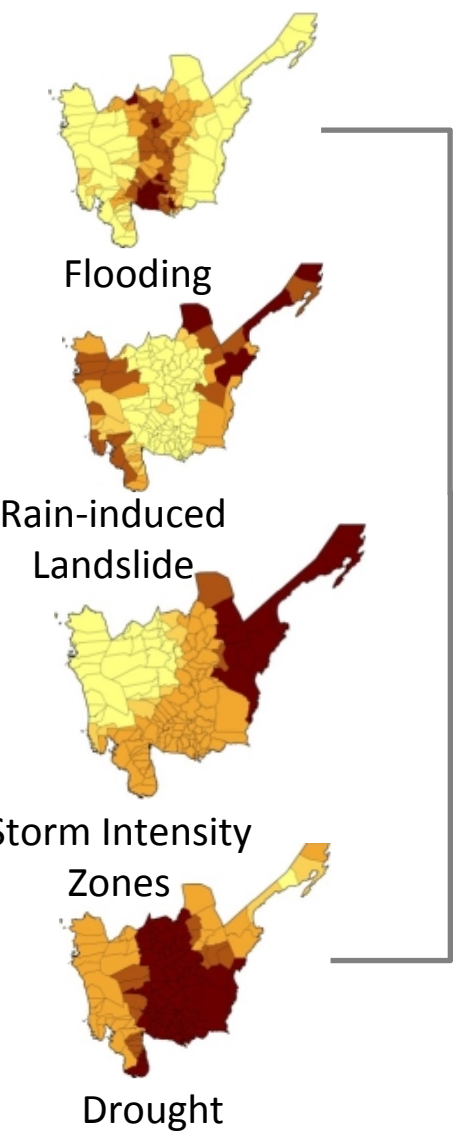 Flooding
Rain-induced
Landslide
Storm Intensity
Zones
Drought